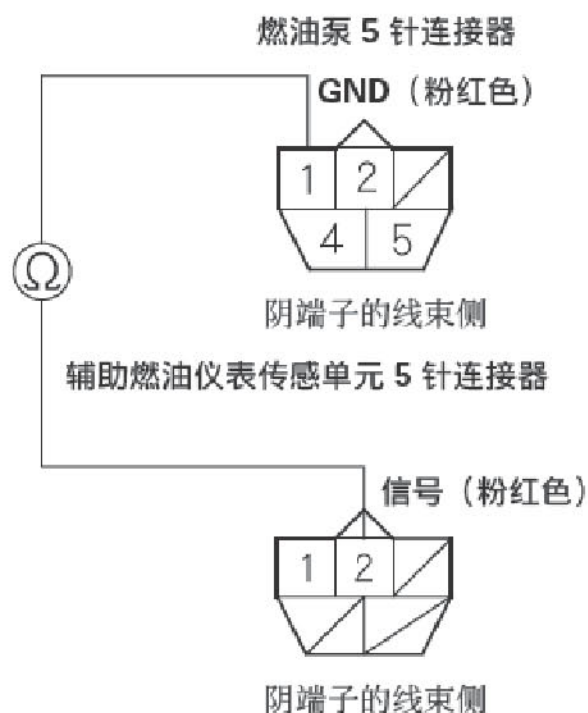 燃油泵 5 针连接器
GND（粉红色）
1 2
4 5
Ω
阴端子的线束侧
辅助燃油仪表传感单元 5 针连接器
信号（粉红色）
1 2
阴端子的线束侧